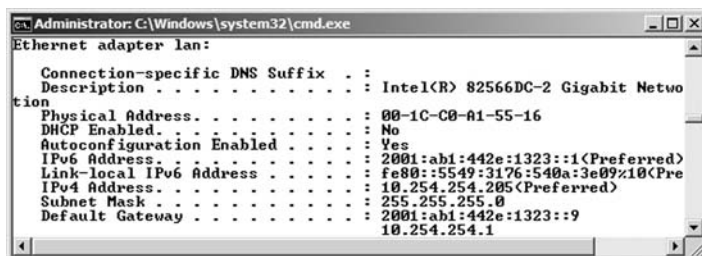 Administrator: C:\Windows\system32\cmd.exe
Ethernet adapter lan:
Connection-specific DNS Suffix . :
Description . . . . . . . . . . . : Intel(R) 82566DC-2 Gigabit Netwo
tion
Physical Address. . . . . . . . . : 00-1C-C0-A1-55-16
DHCP Enabled. . . . . . . . . . . : No
Autoconfiguration Enabled . . . . : Yes
IPv6 Address. . . . . . . . . . . : 2001:ab1:442e:1323::1(Preferred)
Link-local IPv6 Address . . . . . : fe80::5549:3176:540a:3e09%10(Pre
IPv4 Address. . . . . . . . . . . : 10.254.254.205(Preferred)
Subnet Mask . . . . . . . . . . . : 255.255.255.0
Default Gateway . . . . . . . . . : 2001:ab1:442e:1323::9
10.254.254.1